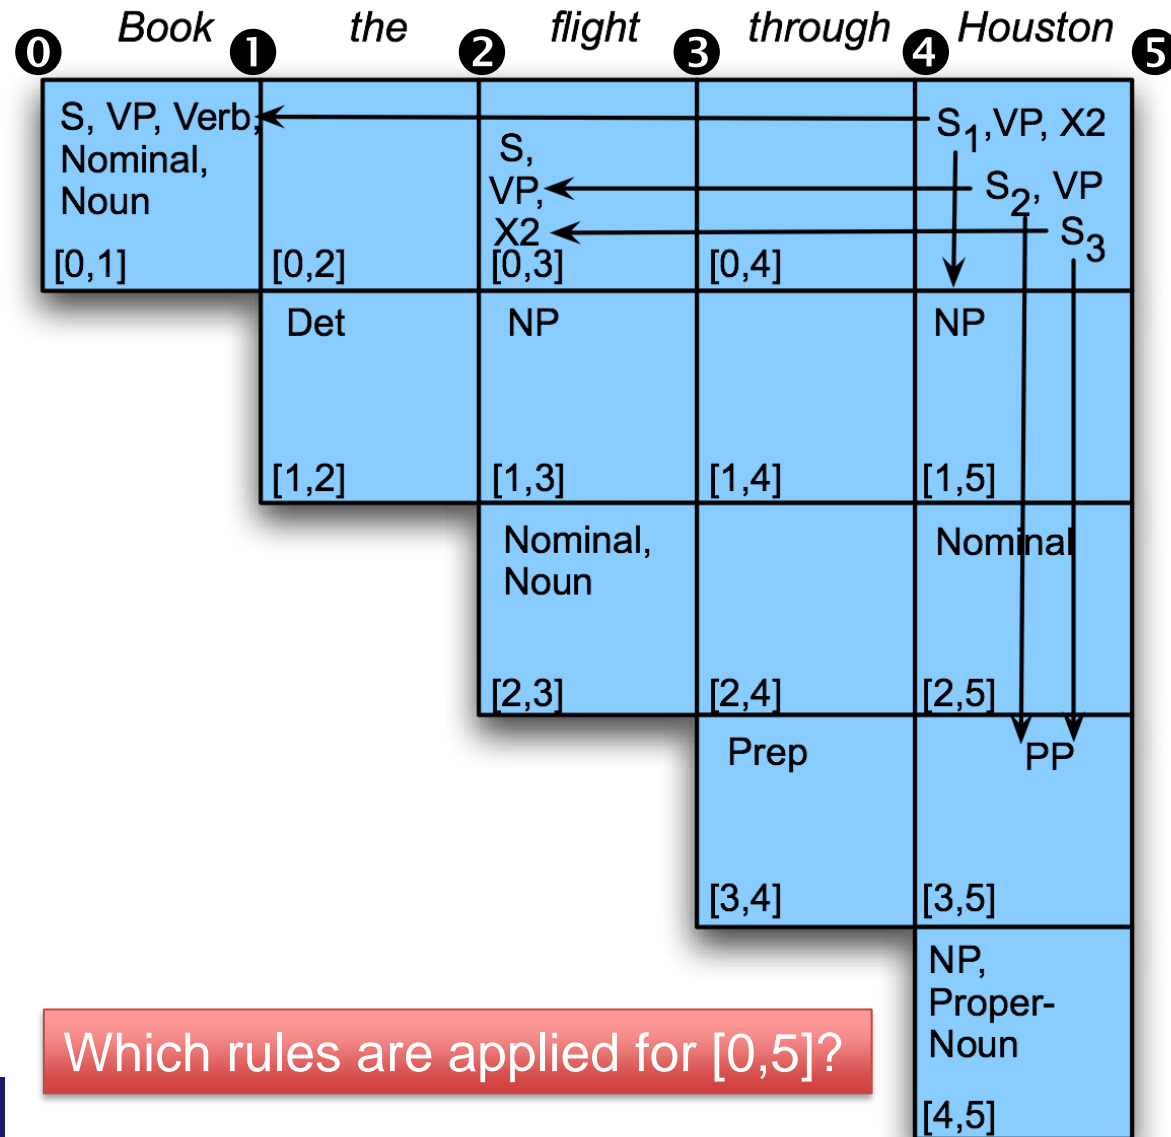 Book the flight through Houston
0 1 2 3 4 5
S, VP, Verb,
Nominal,
Noun
[0,1]
[0,2]
S,
VP,
X2
[0,3]
[0,4]
S1,VP, X2
S2, VP
S3
Det
[1,2]
NP
[1,3]
[1,4]
NP
[1,5]
Nominal,
Noun
[2,3]
[2,4]
Nominal
[2,5]
Prep
[3,4]
PP
[3,5]
NP,
Proper-
Noun
[4,5]
Which rules are applied for [0,5]?